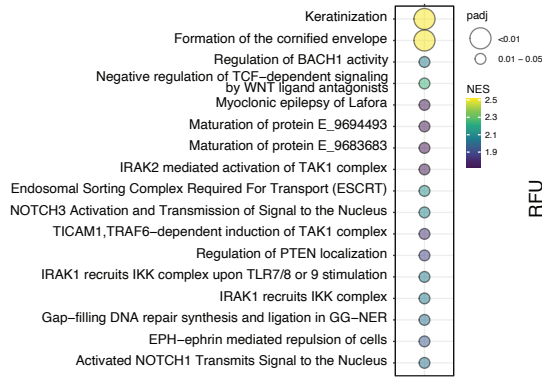 Keratinization
Formation of the cornified envelope
Regulation of BACH1 activity
Negative regulation of TCF−dependent signaling
by WNT ligand antagonists
Myoclonic epilepsy of Lafora
Maturation of protein E_9694493
Maturation of protein E_9683683
IRAK2 mediated activation of TAK1 complex
Endosomal Sorting Complex Required For Transport (ESCRT)
NOTCH3 Activation and Transmission of Signal to the Nucleus
TICAM1,TRAF6−dependent induction of TAK1 complex
Regulation of PTEN localization
IRAK1 recruits IKK complex upon TLR7/8 or 9 stimulation
IRAK1 recruits IKK complex
Gap−filling DNA repair synthesis and ligation in GG−NER
EPH−ephrin mediated repulsion of cells
Activated NOTCH1 Transmits Signal to the Nucleus
padj
<0.01
0.01 − 0.05
NES
2.5
2.3
2.1
1.9
RFU